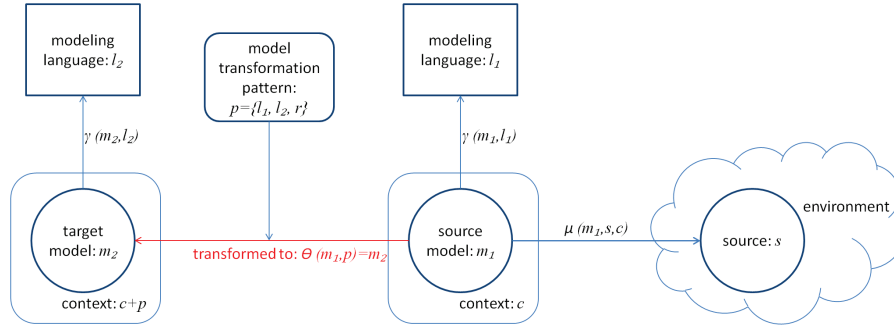 modeling
language: l₂
model
transformation
pattern:
p={l₁, l₂, r}
modeling
language: l₁
γ (m₂,l₂)
γ (m₁,l₁)
target
model: m₂
context: c+p
transformed to: Θ (m₁,p)=m₂
source
model: m₁
context: c
μ (m₁,s,c)
source: s
environment